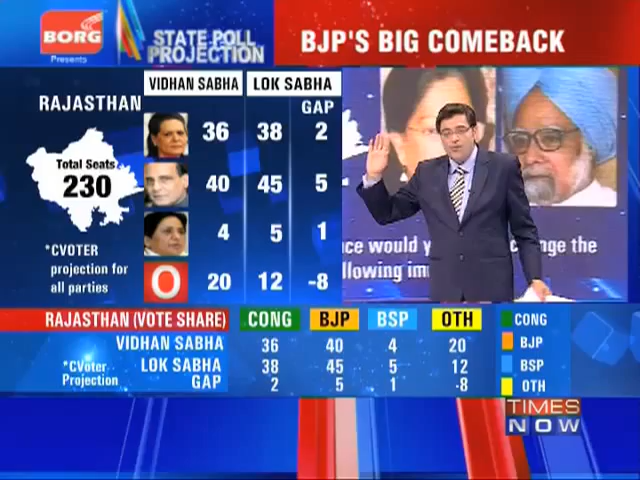 BORG
Presents
STATE POLL
PROJECTION
BJP'S BIG COMEBACK
VIDHAN SABHA LOK SABHA
GAP
RAJASTHAN
36 38 2
Total Seats
230
40 45 5
4 5 1
*CVOTER
projection for
all parties
O 20 12 -8
would change the
llowing
RAJASTHAN (VOTE SHARE) CONG BJP BSP OTH
VIDHAN SABHA 36 40 4 20
*CVoter
Projection
LOK SABHA 38 45 5 12
GAP 2 5 1 -8
CONG
BJP
BSP
OTH
TIMES
NOW